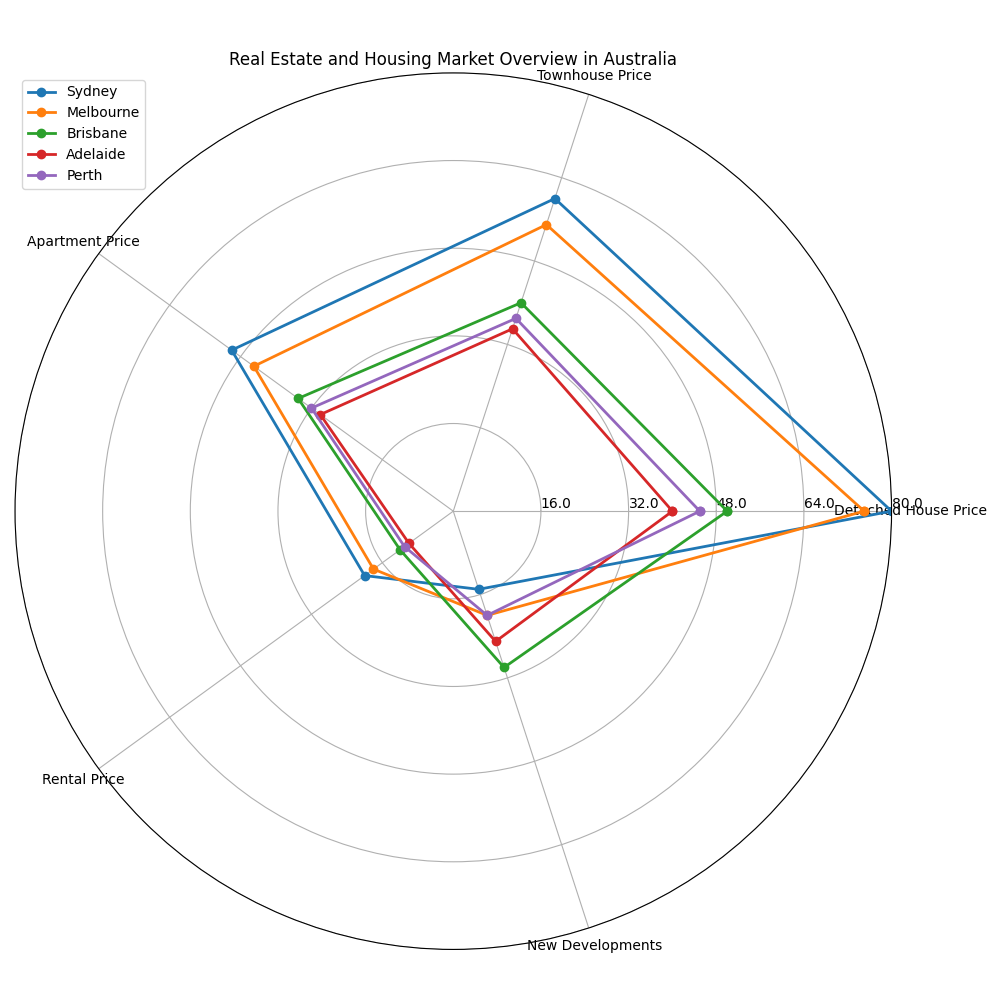 Real Estate and Housing Market Overview in Australia
Townhouse Price
Sydney
Melbourne
Brisbane
Adelaide
Perth
Apartment Price
16.0
32.0
48.0
64.0
80.0
Detached House Price
Rental Price
New Developments